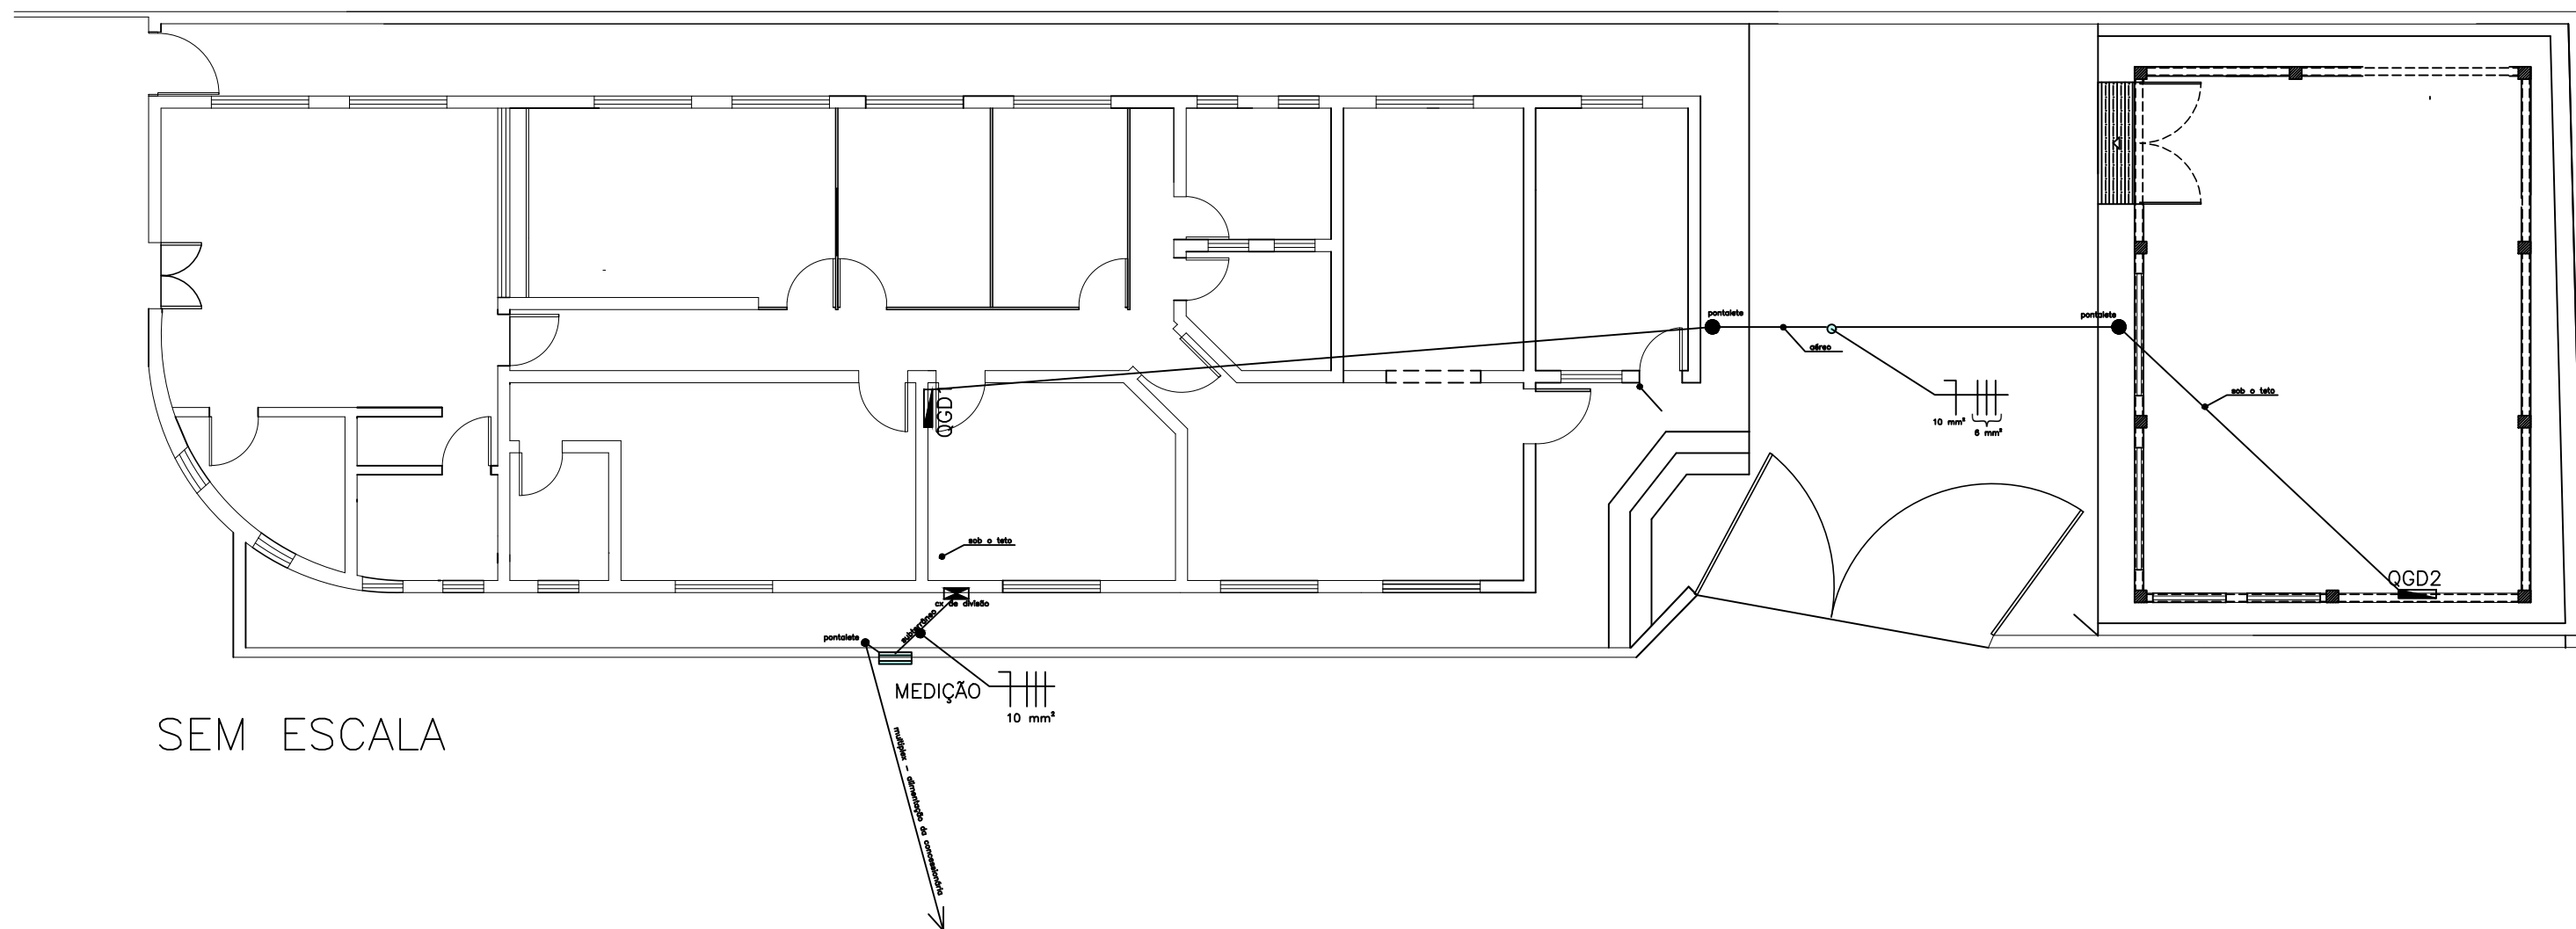 pontalete
pontalete
aéreo
sob o teto
10 mm²
6 mm²
QGD1
sob o teto
QGD2
cx de divisão
subterrâneo
pontalete
MEDIÇÃO
10 mm²
SEM ESCALA
multiplex - alimentação da concessionária